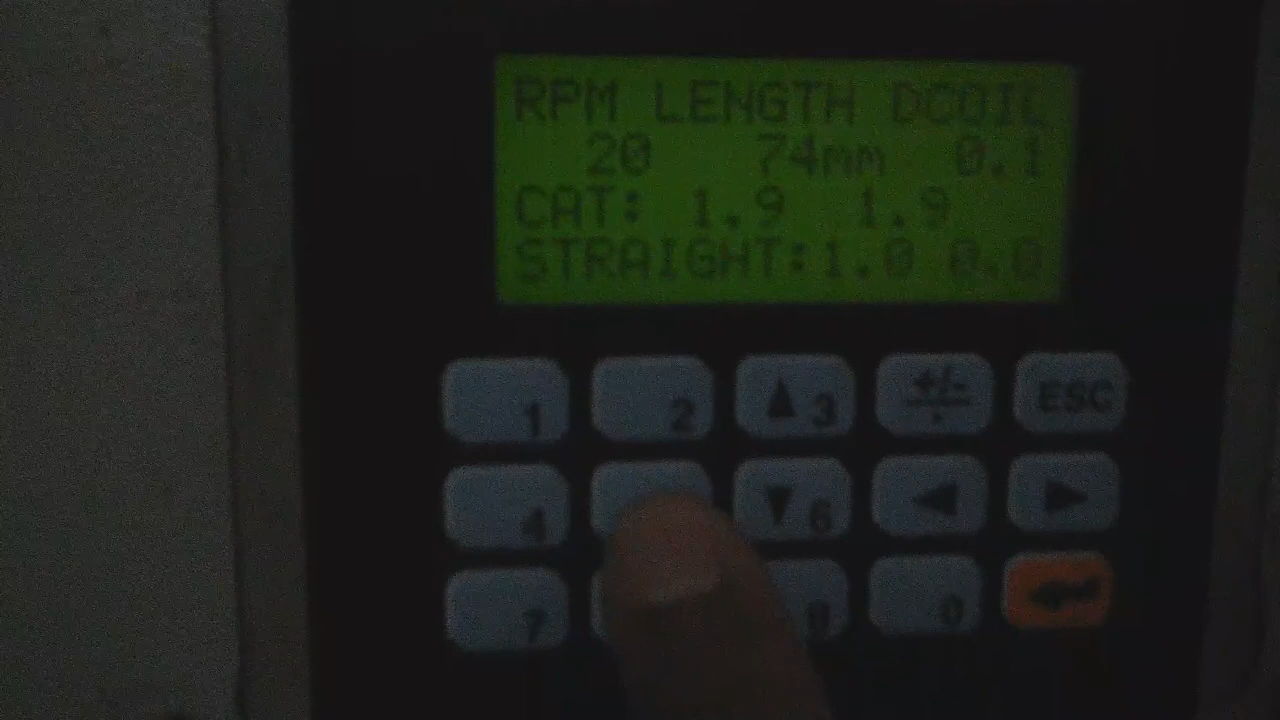 RPM LENGTH DCOIL
20 74mm 0.1
CAT: 1.9 1.9
STRAIGHT:1.0 0.0
1 2 ▲ 3 +/- . ESC
4 ▼ 6 ◀ ▶
7 0